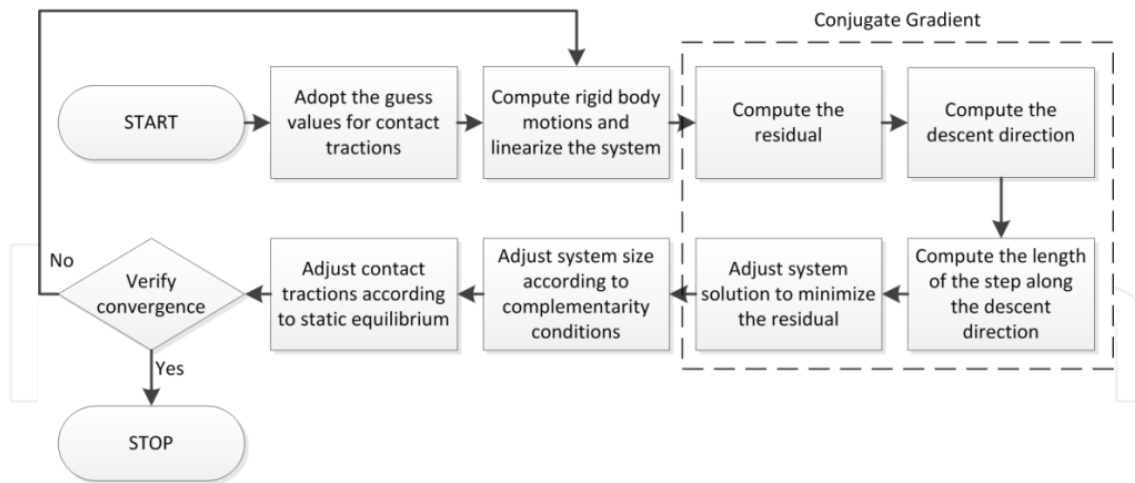 Conjugate Gradient
START
Adopt the guess
values for contact
tractions
Compute rigid body
motions and
linearize the system
Compute the
residual
Compute the
descent direction
Compute the length
of the step along
the descent
direction
Adjust system
solution to minimize
the residual
Adjust system size
according to
complementarity
conditions
Adjust contact
tractions according
to static equilibrium
Verify
convergence
No
Yes
STOP